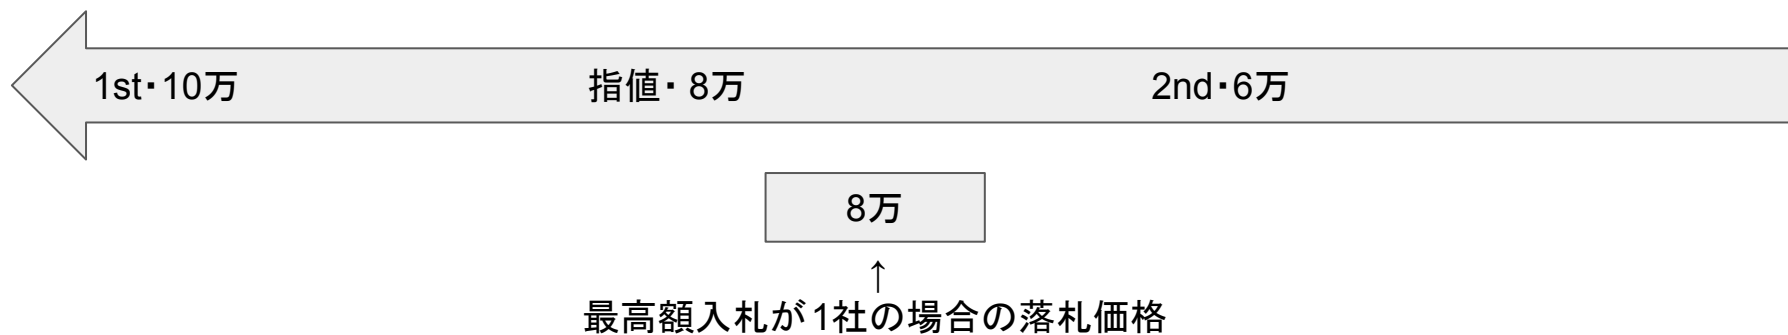 1st・10万 指値・ 8万 2nd・6万
8万
↑
最高額入札が1社の場合の落札価格